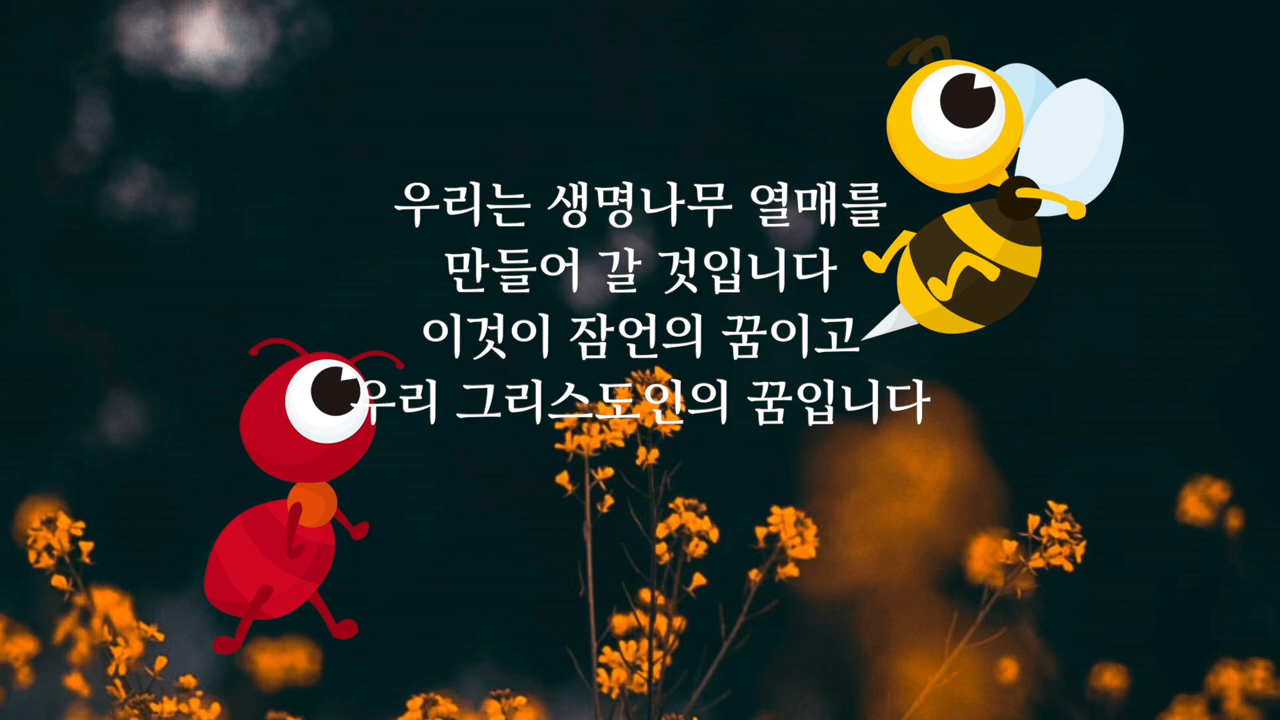 우리는 생명나무 열매를
만들어 갈 것입니다
이것이 잠언의 꿈이고
우리 그리스도인의 꿈입니다